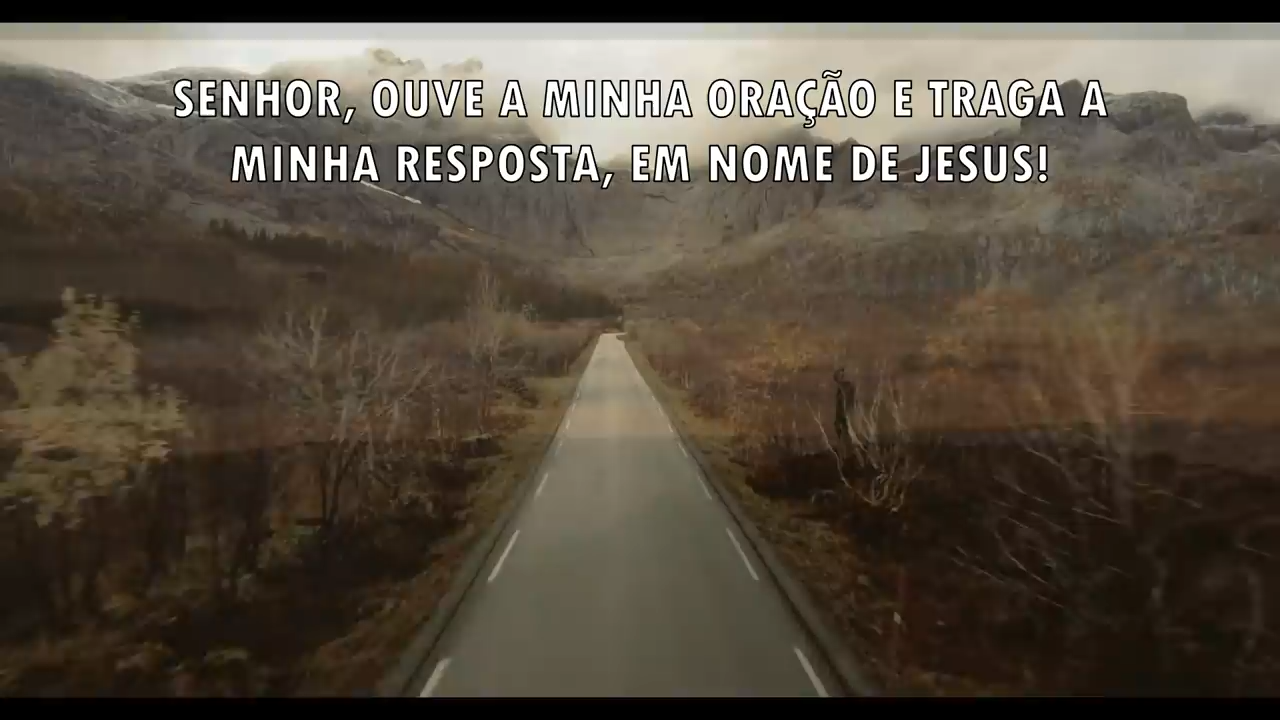 SENHOR, OUVE A MINHA ORAÇÃO E TRAGA A
MINHA RESPOSTA, EM NOME DE JESUS!